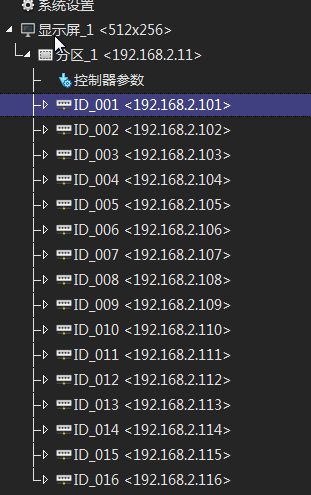 系统设置
显示屏_1 <512x256>
分区_1 <192.168.2.11>
控制器参数
ID_001 <192.168.2.101>
ID_002 <192.168.2.102>
ID_003 <192.168.2.103>
ID_004 <192.168.2.104>
ID_005 <192.168.2.105>
ID_006 <192.168.2.106>
ID_007 <192.168.2.107>
ID_008 <192.168.2.108>
ID_009 <192.168.2.109>
ID_010 <192.168.2.110>
ID_011 <192.168.2.111>
ID_012 <192.168.2.112>
ID_013 <192.168.2.113>
ID_014 <192.168.2.114>
ID_015 <192.168.2.115>
ID_016 <192.168.2.116>